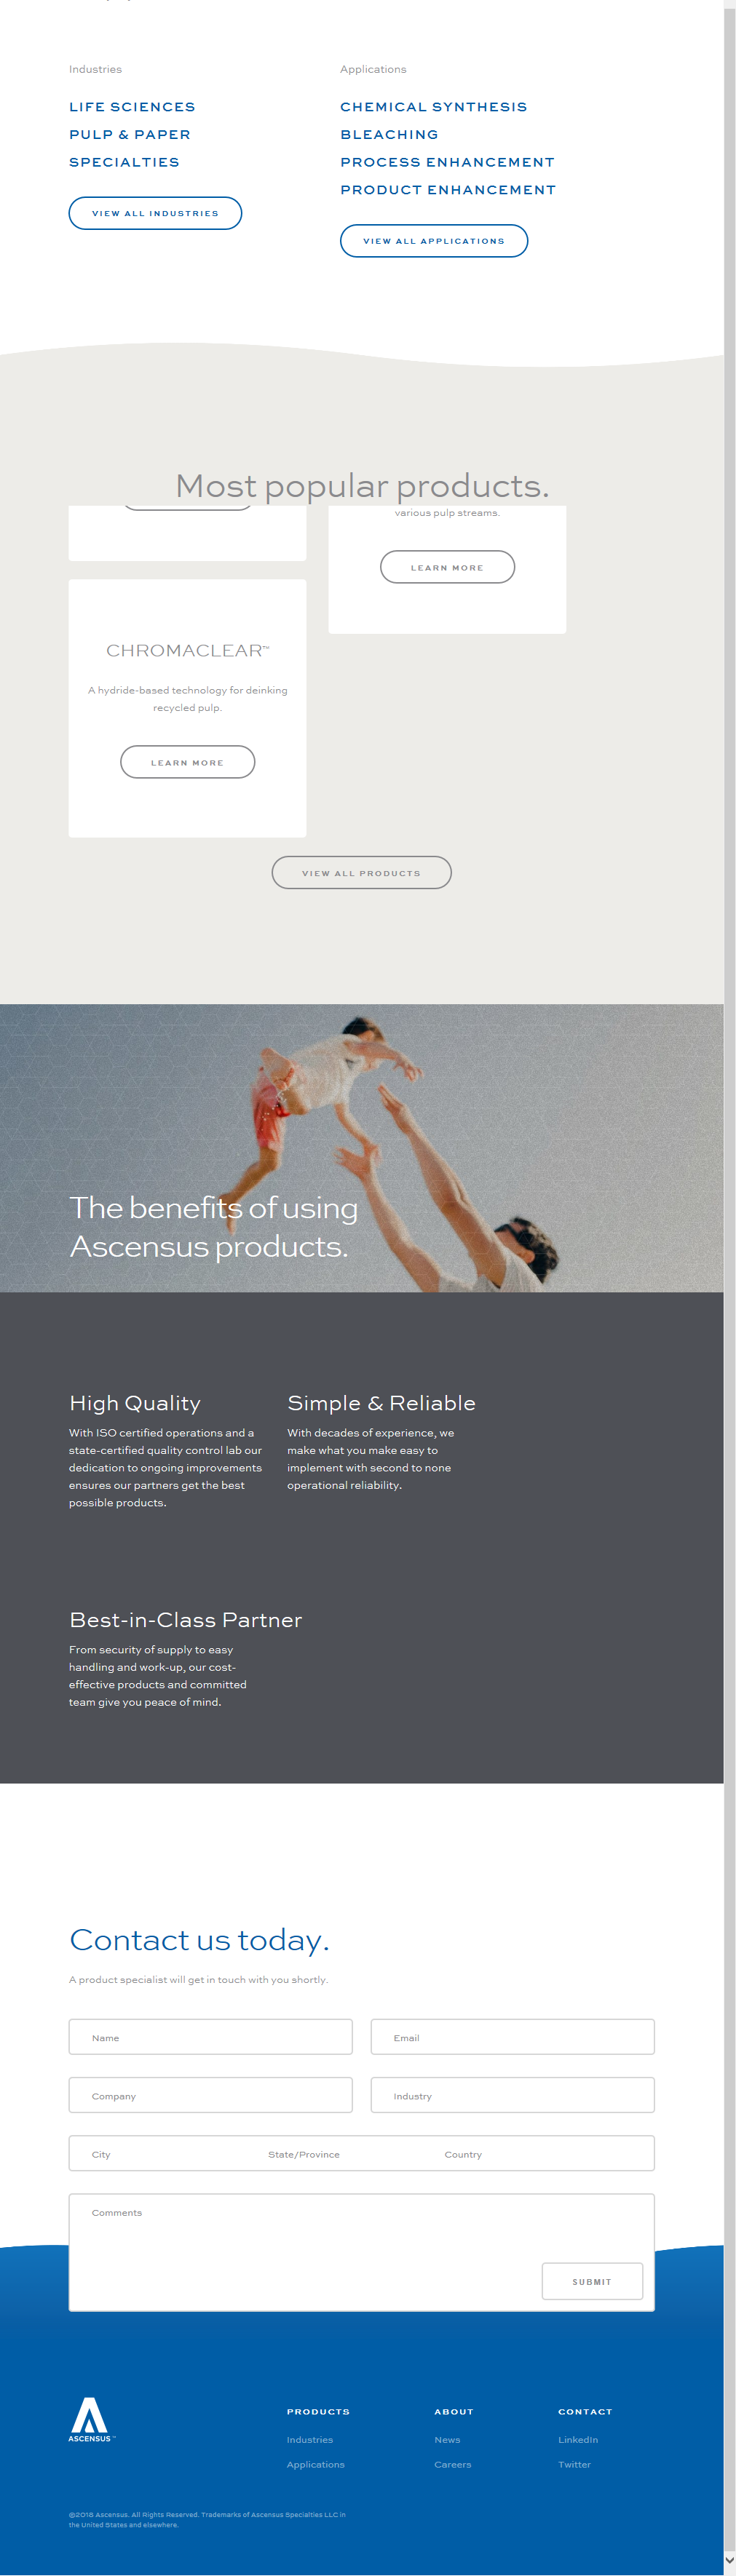 Industries
LIFE SCIENCES
PULP & PAPER
SPECIALTIES
VIEW ALL INDUSTRIES
Applications
CHEMICAL SYNTHESIS
BLEACHING
PROCESS ENHANCEMENT
PRODUCT ENHANCEMENT
VIEW ALL APPLICATIONS
Most popular products.
various pulp streams.
LEARN MORE
CHROMACLEAR™
A hydride-based technology for deinking
recycled pulp.
LEARN MORE
VIEW ALL PRODUCTS
The benefits of using
Ascensus products.
High Quality
With ISO certified operations and a
state-certified quality control lab our
dedication to ongoing improvements
ensures our partners get the best
possible products.
Simple & Reliable
With decades of experience, we
make what you make easy to
implement with second to none
operational reliability.
Best-in-Class Partner
From security of supply to easy
handling and work-up, our cost-
effective products and committed
team give you peace of mind.
Contact us today.
A product specialist will get in touch with you shortly.
Name
Email
Company
Industry
City
State/Province
Country
Comments
SUBMIT
ASCENSUS™
PRODUCTS
Industries
Applications
ABOUT
News
Careers
CONTACT
LinkedIn
Twitter
©2018 Ascensus. All Rights Reserved. Trademarks of Ascensus Specialties LLC in
the United States and elsewhere.